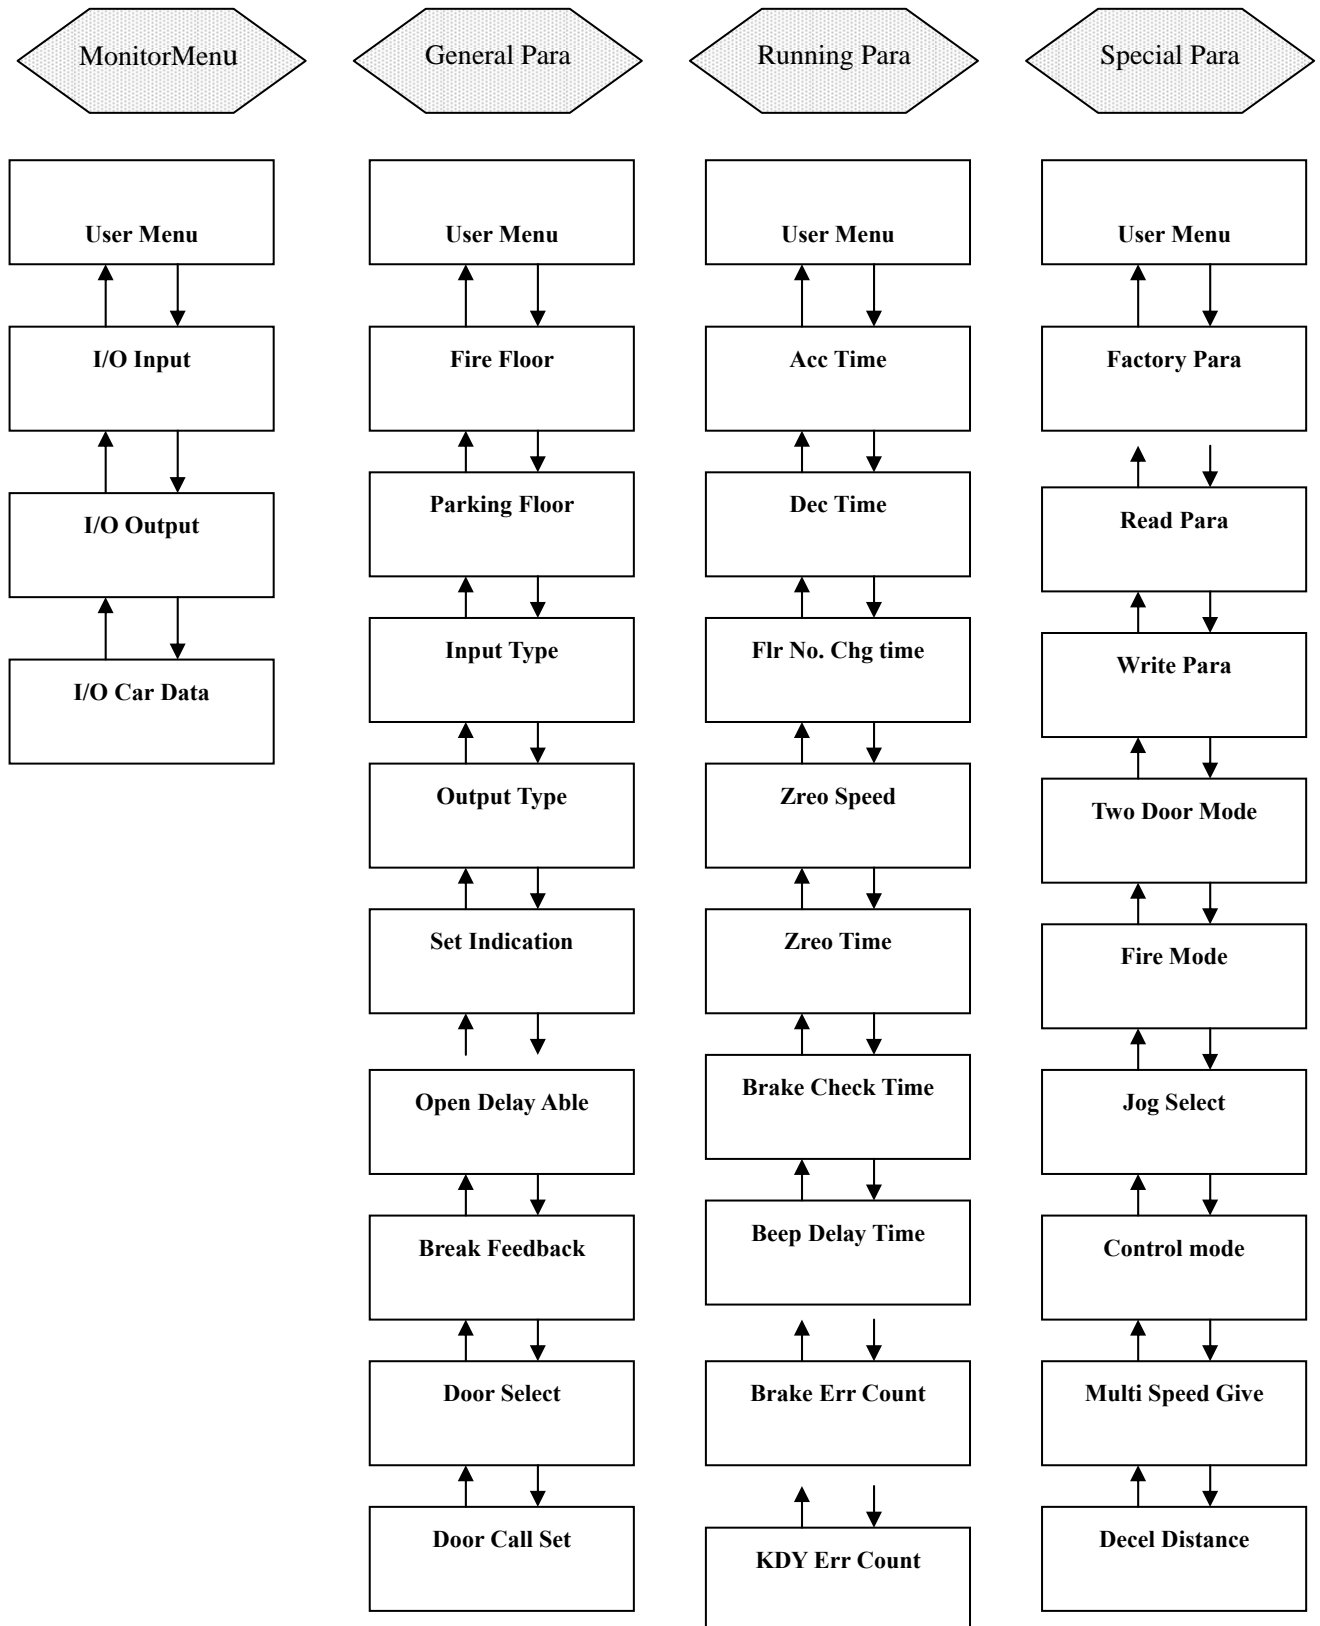 MonitorMenu
General Para
Running Para
Special Para
User Menu
I/O Input
I/O Output
I/O Car Data
User Menu
Fire Floor
Parking Floor
Input Type
Output Type
Set Indication
Open Delay Able
Break Feedback
Door Select
Door Call Set
User Menu
Acc Time
Dec Time
Flr No. Chg time
Zreo Speed
Zreo Time
Brake Check Time
Beep Delay Time
Brake Err Count
KDY Err Count
User Menu
Factory Para
Read Para
Write Para
Two Door Mode
Fire Mode
Jog Select
Control mode
Multi Speed Give
Decel Distance